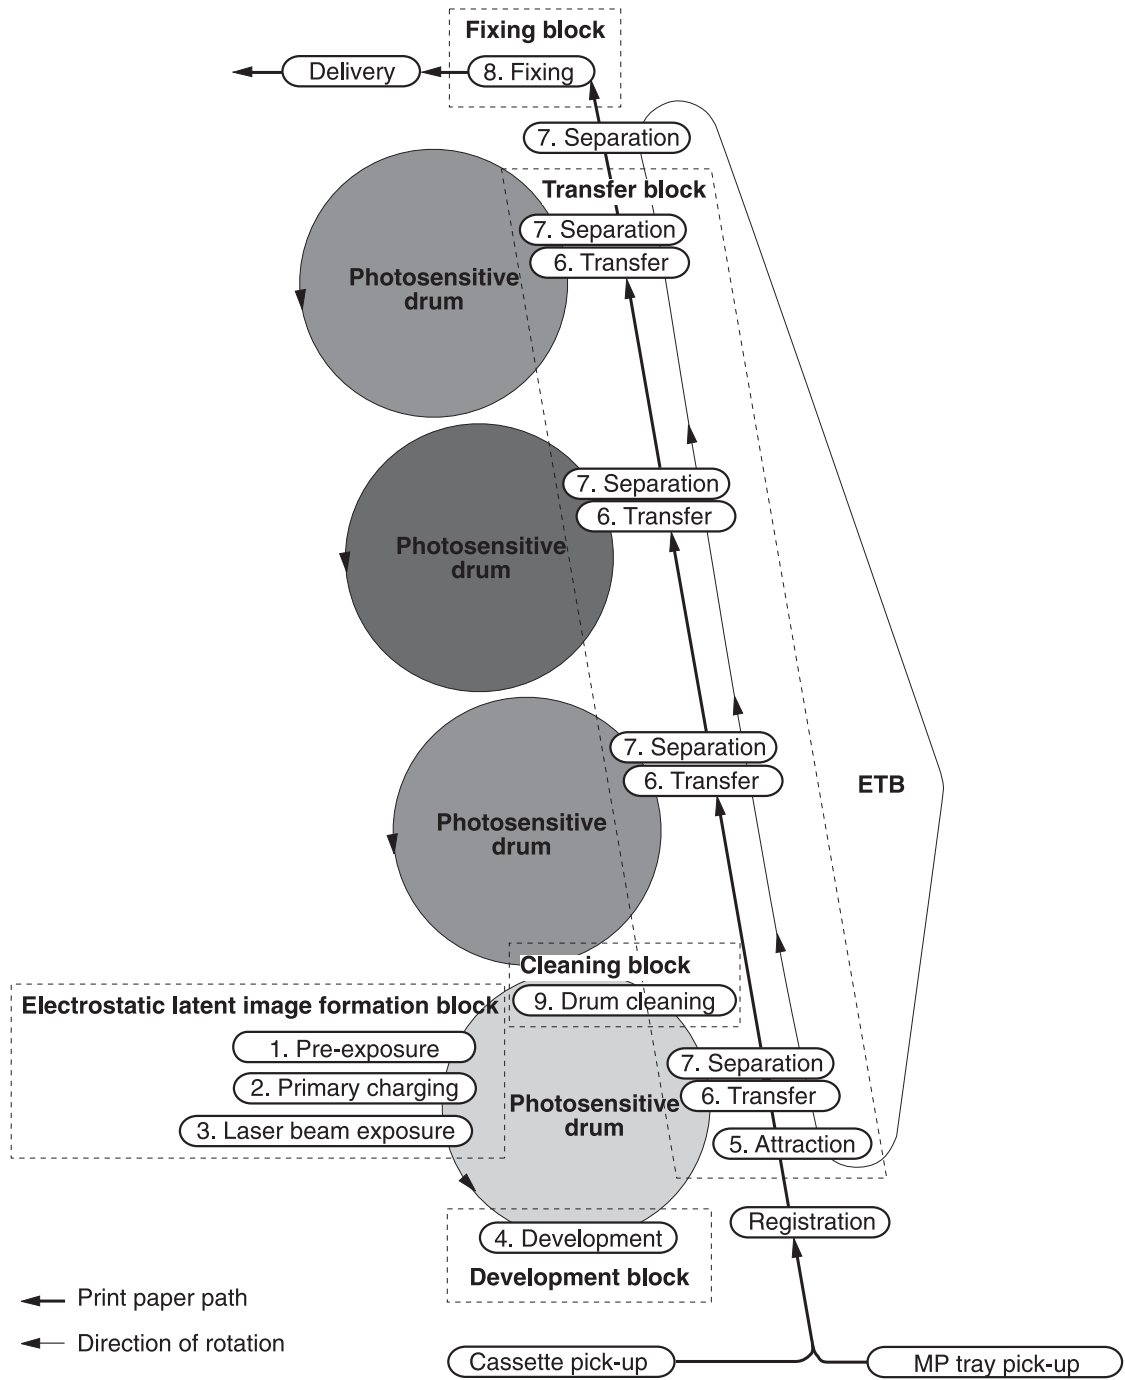 Fixing block
Delivery
8. Fixing
7. Separation
Transfer block
7. Separation
6. Transfer
Photosensitive
drum
7. Separation
6. Transfer
Photosensitive
drum
7. Separation
6. Transfer
ETB
Photosensitive
drum
Cleaning block
9. Drum cleaning
Electrostatic latent image formation block
1. Pre-exposure
2. Primary charging
3. Laser beam exposure
7. Separation
6. Transfer
Photosensitive
drum
5. Attraction
Registration
4. Development
Development block
Print paper path
Direction of rotation
Cassette pick-up
MP tray pick-up